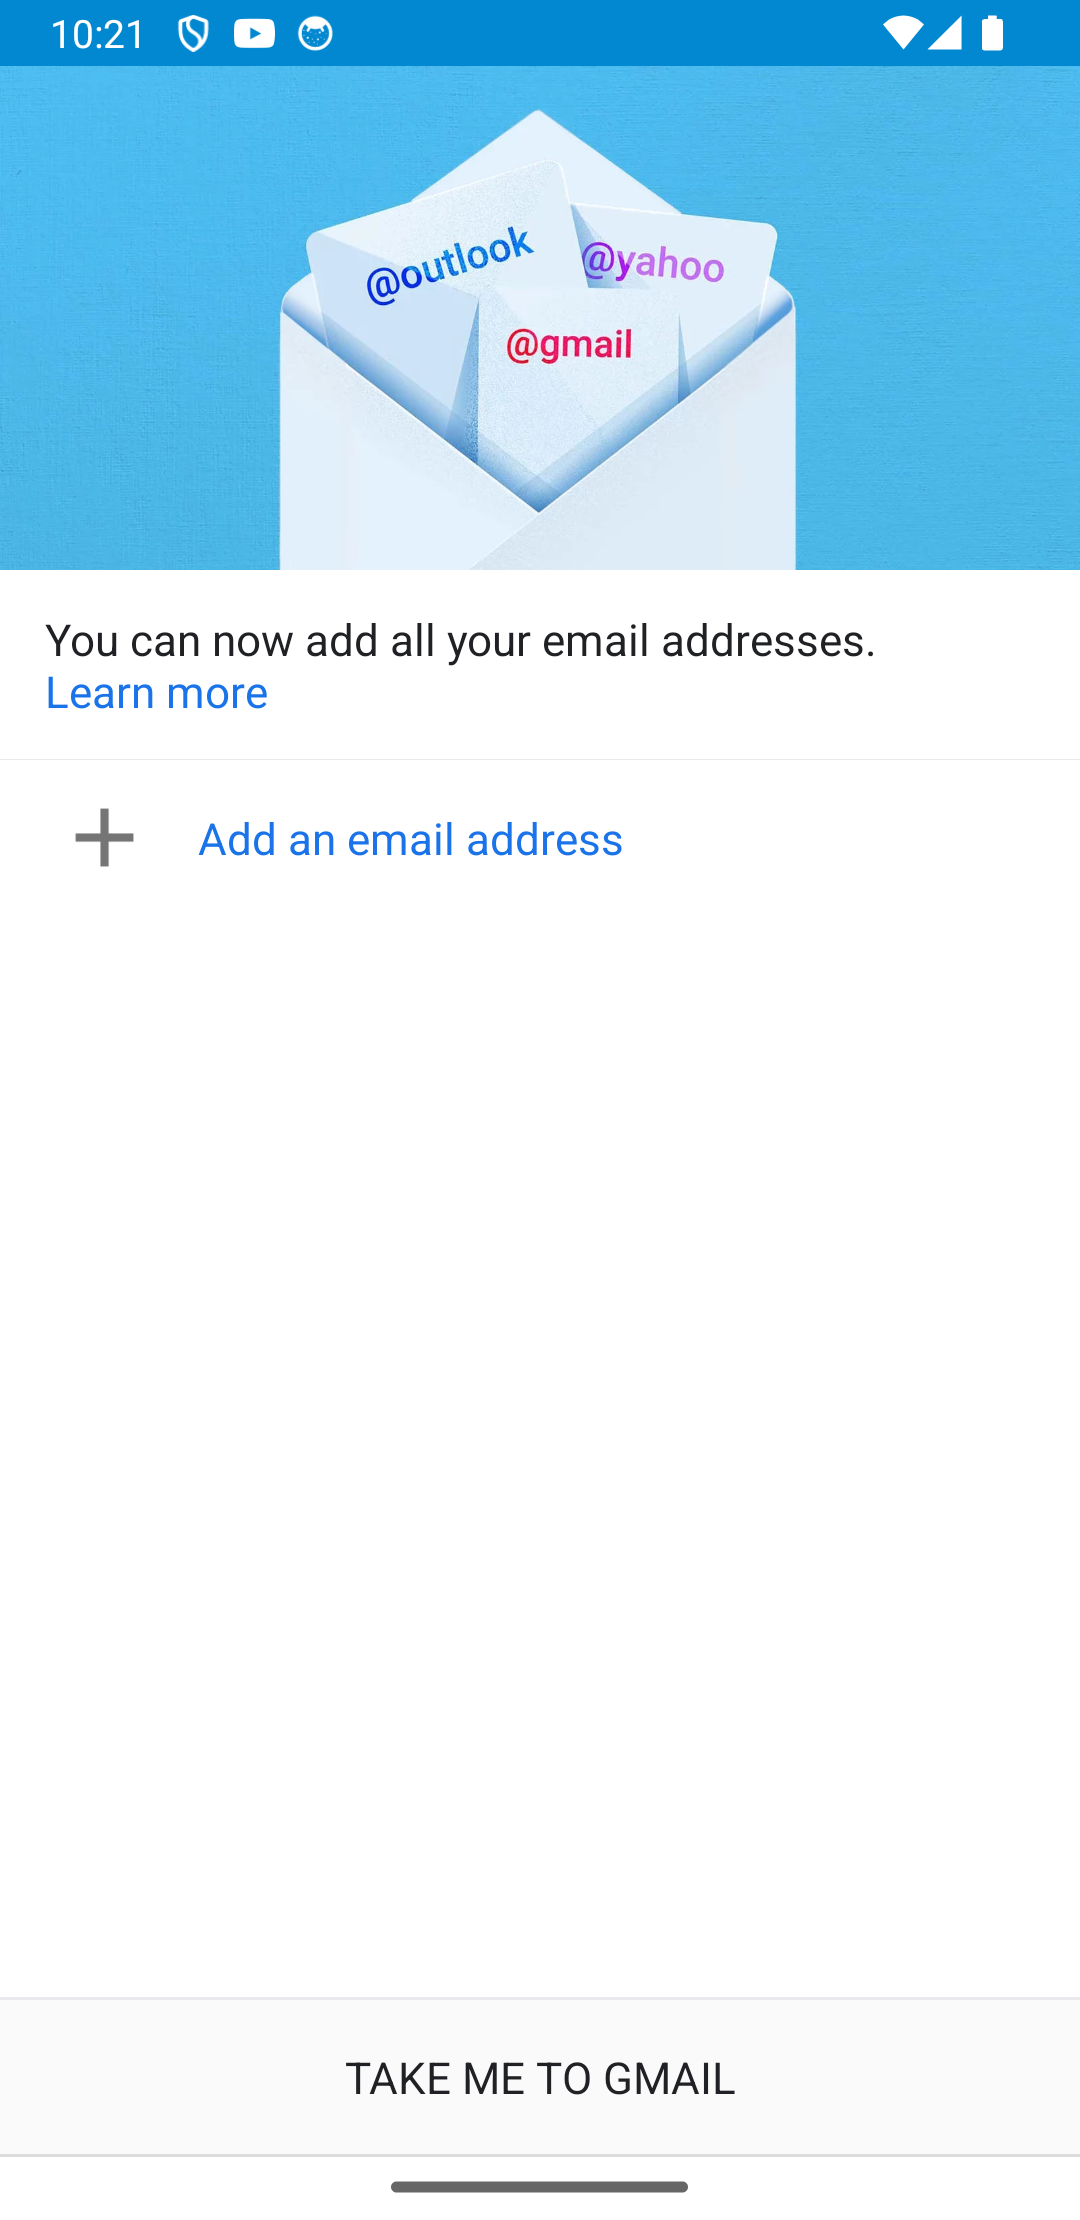 10:21
@outlook
@yahoo
@gmail
You can now add all your email addresses.
Learn more
Add an email address
TAKE ME TO GMAIL